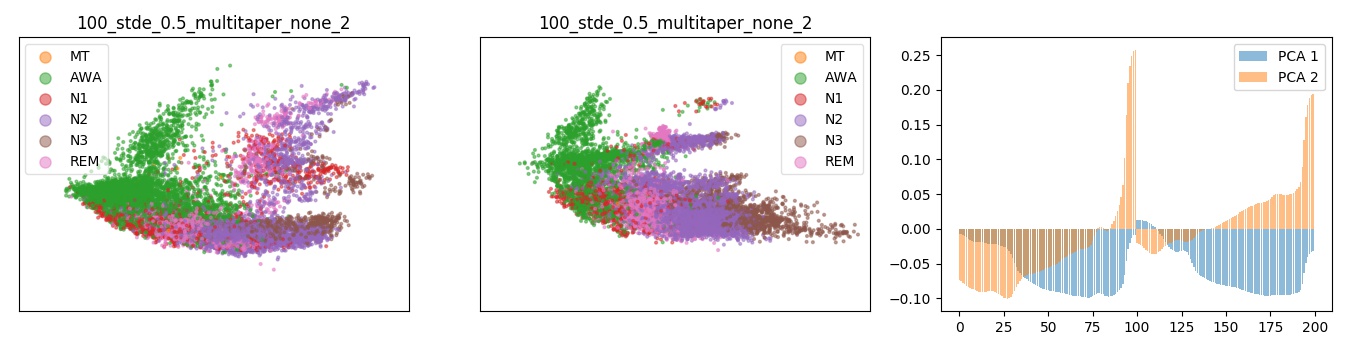 100_stde_0.5_multitaper_none_2
MT
AWA
N1
N2
N3
REM
100_stde_0.5_multitaper_none_2
MT
AWA
N1
N2
N3
REM
PCA 1
PCA 2
0.25
0.20
0.15
0.10
0.05
0.00
−0.05
−0.10
0 25 50 75 100 125 150 175 200